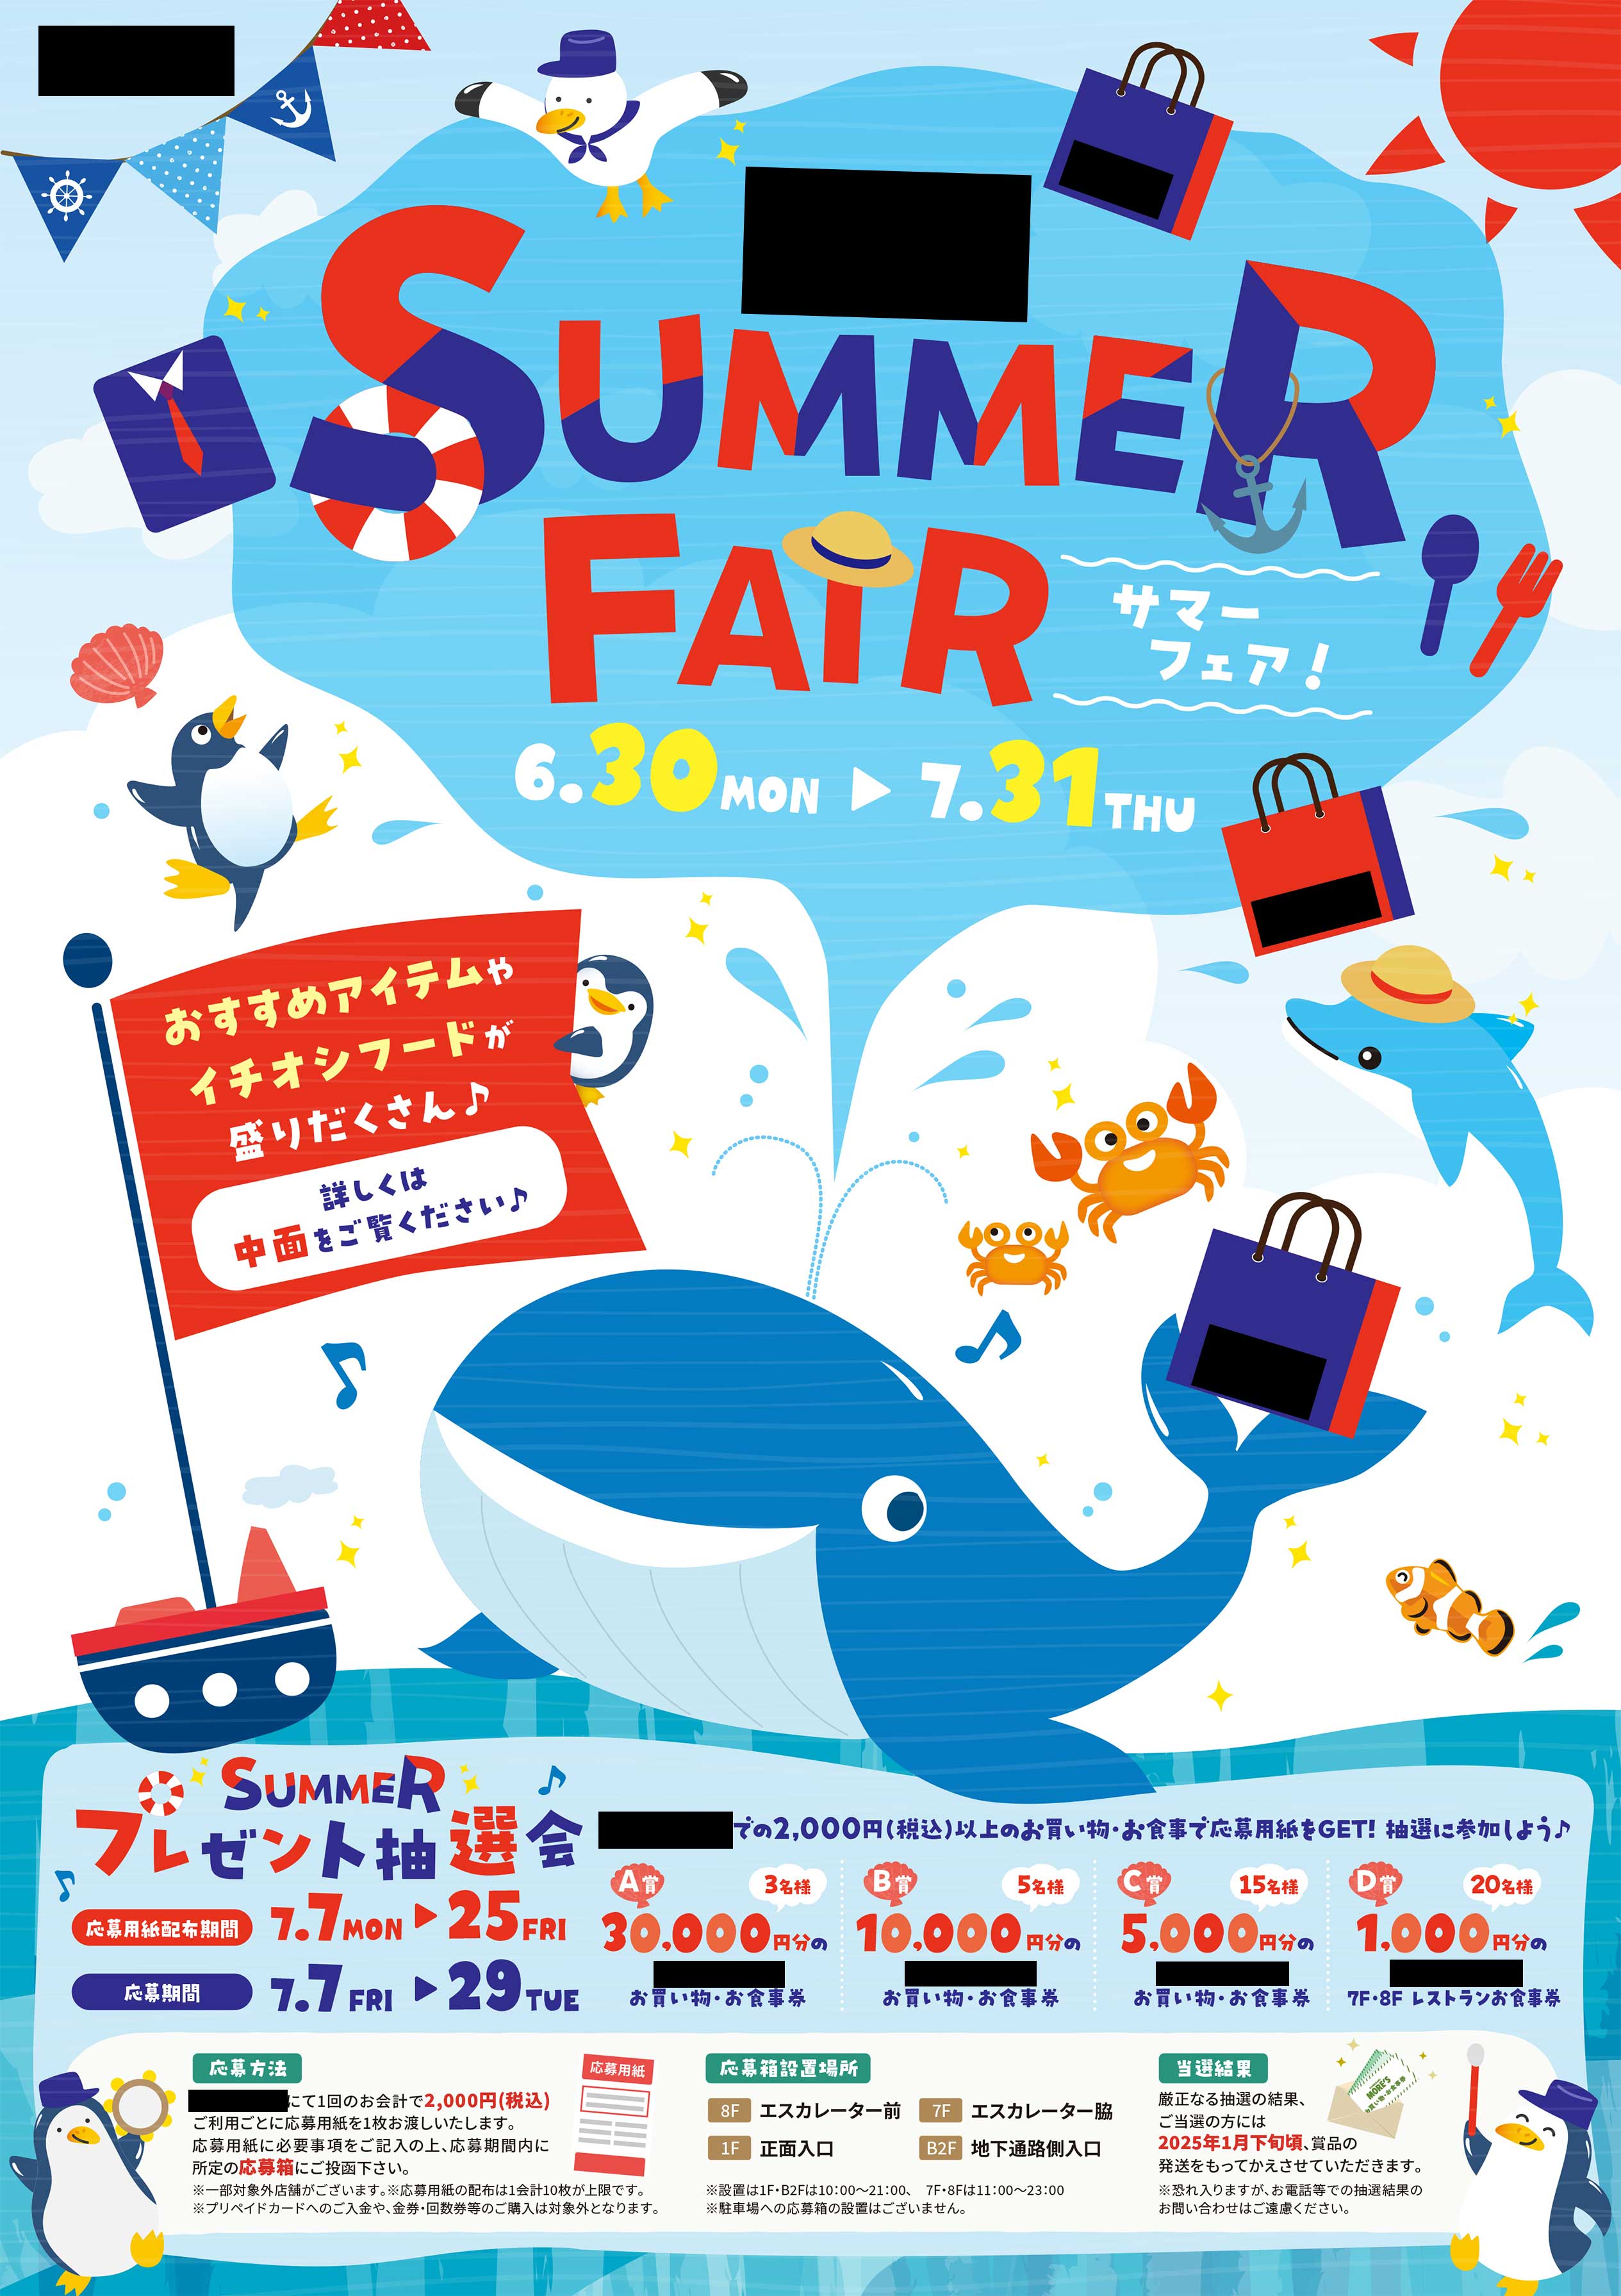 SUMMER
FAIR
サマー
フェア！
6.30MON ▶ 7.31THU
おすすめアイテムや
イチオシフードが
盛りだくさん♪
詳しくは
中面をご覧ください♪
SUMMER
プレゼント抽選会
応募用紙配布期間 7.7MON ▶ 25FRI
応募期間 7.7FRI ▶ 29TUE
での2,000円(税込)以上のお買い物・お食事で応募用紙をGET! 抽選に参加しよう♪
A賞 3名様
30,000円分の
お買い物・お食事券
B賞 5名様
10,000円分の
お買い物・お食事券
C賞 15名様
5,000円分の
お買い物・お食事券
D賞 20名様
1,000円分の
7F・8F レストランお食事券
応募方法
にて1回のお会計で2,000円(税込)
ご利用ごとに応募用紙を1枚お渡しいたします。
応募用紙に必要事項をご記入の上、応募期間内に
所定の応募箱にご投函下さい。
※一部対象外店舗がございます。※応募用紙の配布は1会計10枚が上限です。
※プリペイドカードへのご入金や、金券・回数券等のご購入は対象外となります。
応募用紙
応募箱設置場所
8F エスカレーター前 7F エスカレーター脇
1F 正面入口 B2F 地下通路側入口
※設置は1F・B2Fは10:00〜21:00、 7F・8Fは11:00〜23:00
※駐車場への応募箱の設置はございません。
当選結果
厳正なる抽選の結果、
ご当選の方には
2025年1月下旬頃、賞品の
発送をもってかえさせていただきます。
※恐れ入りますが、お電話等での抽選結果の
お問い合わせはご遠慮ください。
MORE'S